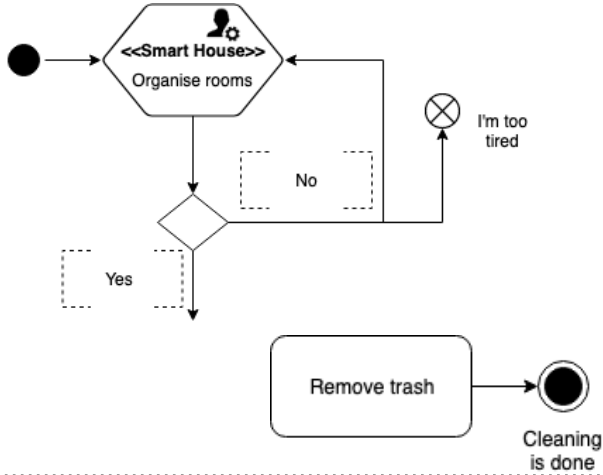 <<Smart House>>
Organise rooms
I'm too
tired
No
Yes
Remove trash
Cleaning
is done